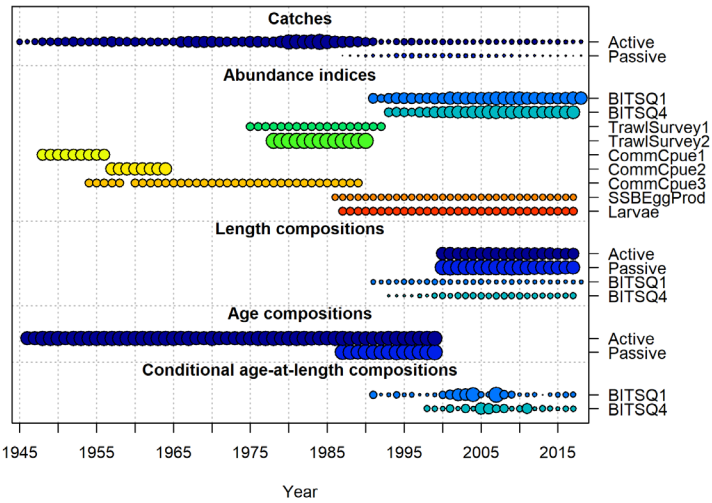 Catches
Active
Passive
Abundance indices
BITSQ1
BITSQ4
TrawlSurvey1
TrawlSurvey2
CommCpue1
CommCpue2
CommCpue3
SSBEggProd
Larvae
Length compositions
Active
Passive
BITSQ1
BITSQ4
Age compositions
Active
Passive
Conditional age-at-length compositions
BITSQ1
BITSQ4
1945 1955 1965 1975 1985 1995 2005 2015
Year